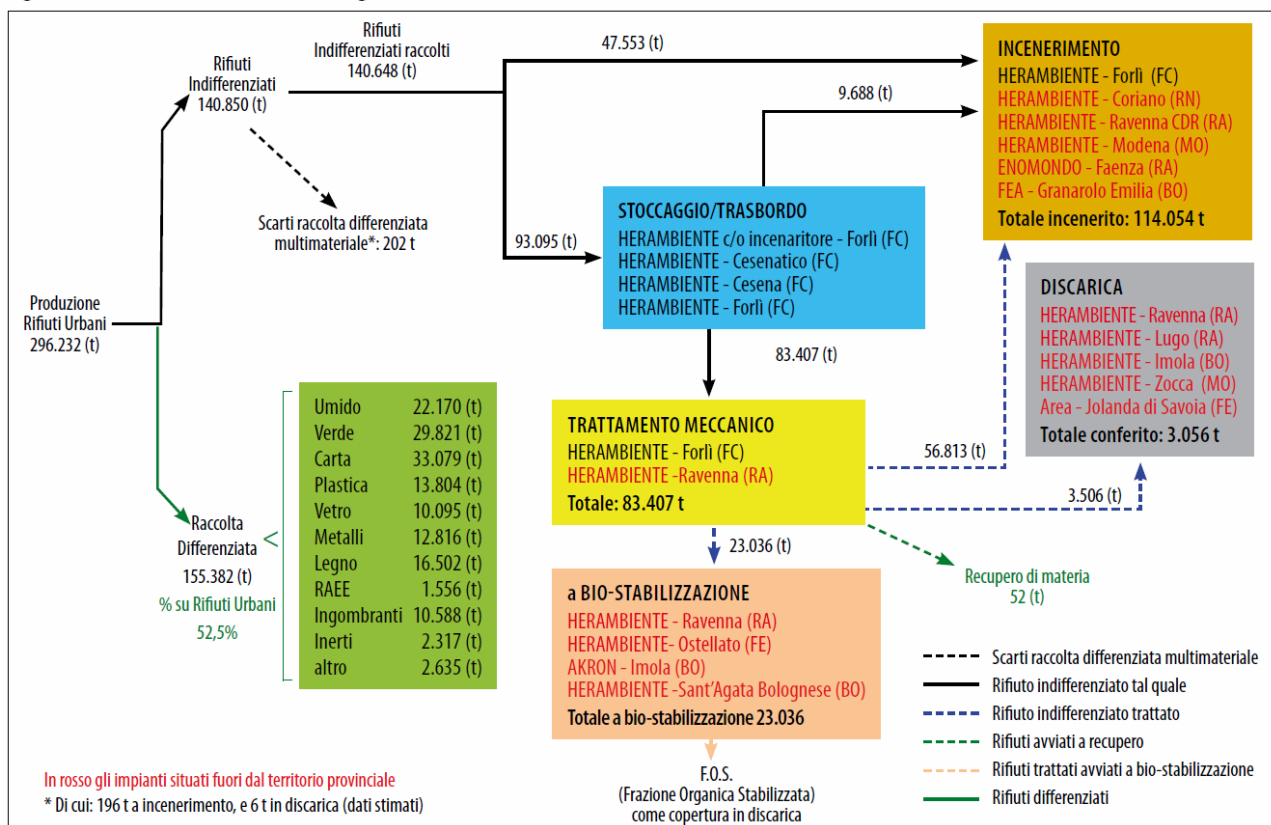 Rifiuti
Indifferenziati raccolti
140.648 (t)
47.553 (t)
Rifiuti
Indifferenziati
140.850 (t)
9.688 (t)
INCENERIMENTO
HERAMBIENTE - Forlì (FC)
HERAMBIENTE - Coriano (RN)
HERAMBIENTE - Ravenna CDR (RA)
HERAMBIENTE - Modena (MO)
ENOMONDO - Faenza (RA)
FEA - Granarolo Emilia (BO)
Totale incenerito: 114.054 t
Scarti raccolta differenziata
multimateriale*: 202 t
93.095 (t)
STOCCAGGIO/TRASBORDO
HERAMBIENTE c/o incenaritore - Forlì (FC)
HERAMBIENTE - Cesenatico (FC)
HERAMBIENTE - Cesena (FC)
HERAMBIENTE - Forlì (FC)
DISCARICA
HERAMBIENTE - Ravenna (RA)
HERAMBIENTE - Lugo (RA)
HERAMBIENTE - Imola (BO)
HERAMBIENTE - Zocca (MO)
Area - Jolanda di Savoia (FE)
Totale conferito: 3.056 t
Produzione
Rifiuti Urbani
296.232 (t)
83.407 (t)
Umido 22.170 (t)
Verde 29.821 (t)
Carta 33.079 (t)
Plastica 13.804 (t)
Vetro 10.095 (t)
Metalli 12.816 (t)
Legno 16.502 (t)
RAEE 1.556 (t)
Ingombranti 10.588 (t)
Inerti 2.317 (t)
altro 2.635 (t)
TRATTAMENTO MECCANICO
HERAMBIENTE - Forlì (FC)
HERAMBIENTE -Ravenna (RA)
Totale: 83.407 t
56.813 (t)
3.506 (t)
Raccolta
Differenziata
155.382 (t)
% su Rifiuti Urbani
52,5%
23.036 (t)
Recupero di materia
52 (t)
a BIO-STABILIZZAZIONE
HERAMBIENTE - Ravenna (RA)
HERAMBIENTE- Ostellato (FE)
AKRON - Imola (BO)
HERAMBIENTE -Sant'Agata Bolognese (BO)
Totale a bio-stabilizzazione 23.036
Scarti raccolta differenziata multimateriale
Rifiuto indifferenziato tal quale
Rifiuto indifferenziato trattato
Rifiuti avviati a recupero
Rifiuti trattati avviati a bio-stabilizzazione
Rifiuti differenziati
In rosso gli impianti situati fuori dal territorio provinciale
* Di cui: 196 t a incenerimento, e 6 t in discarica (dati stimati)
F.O.S.
(Frazione Organica Stabilizzata)
come copertura in discarica